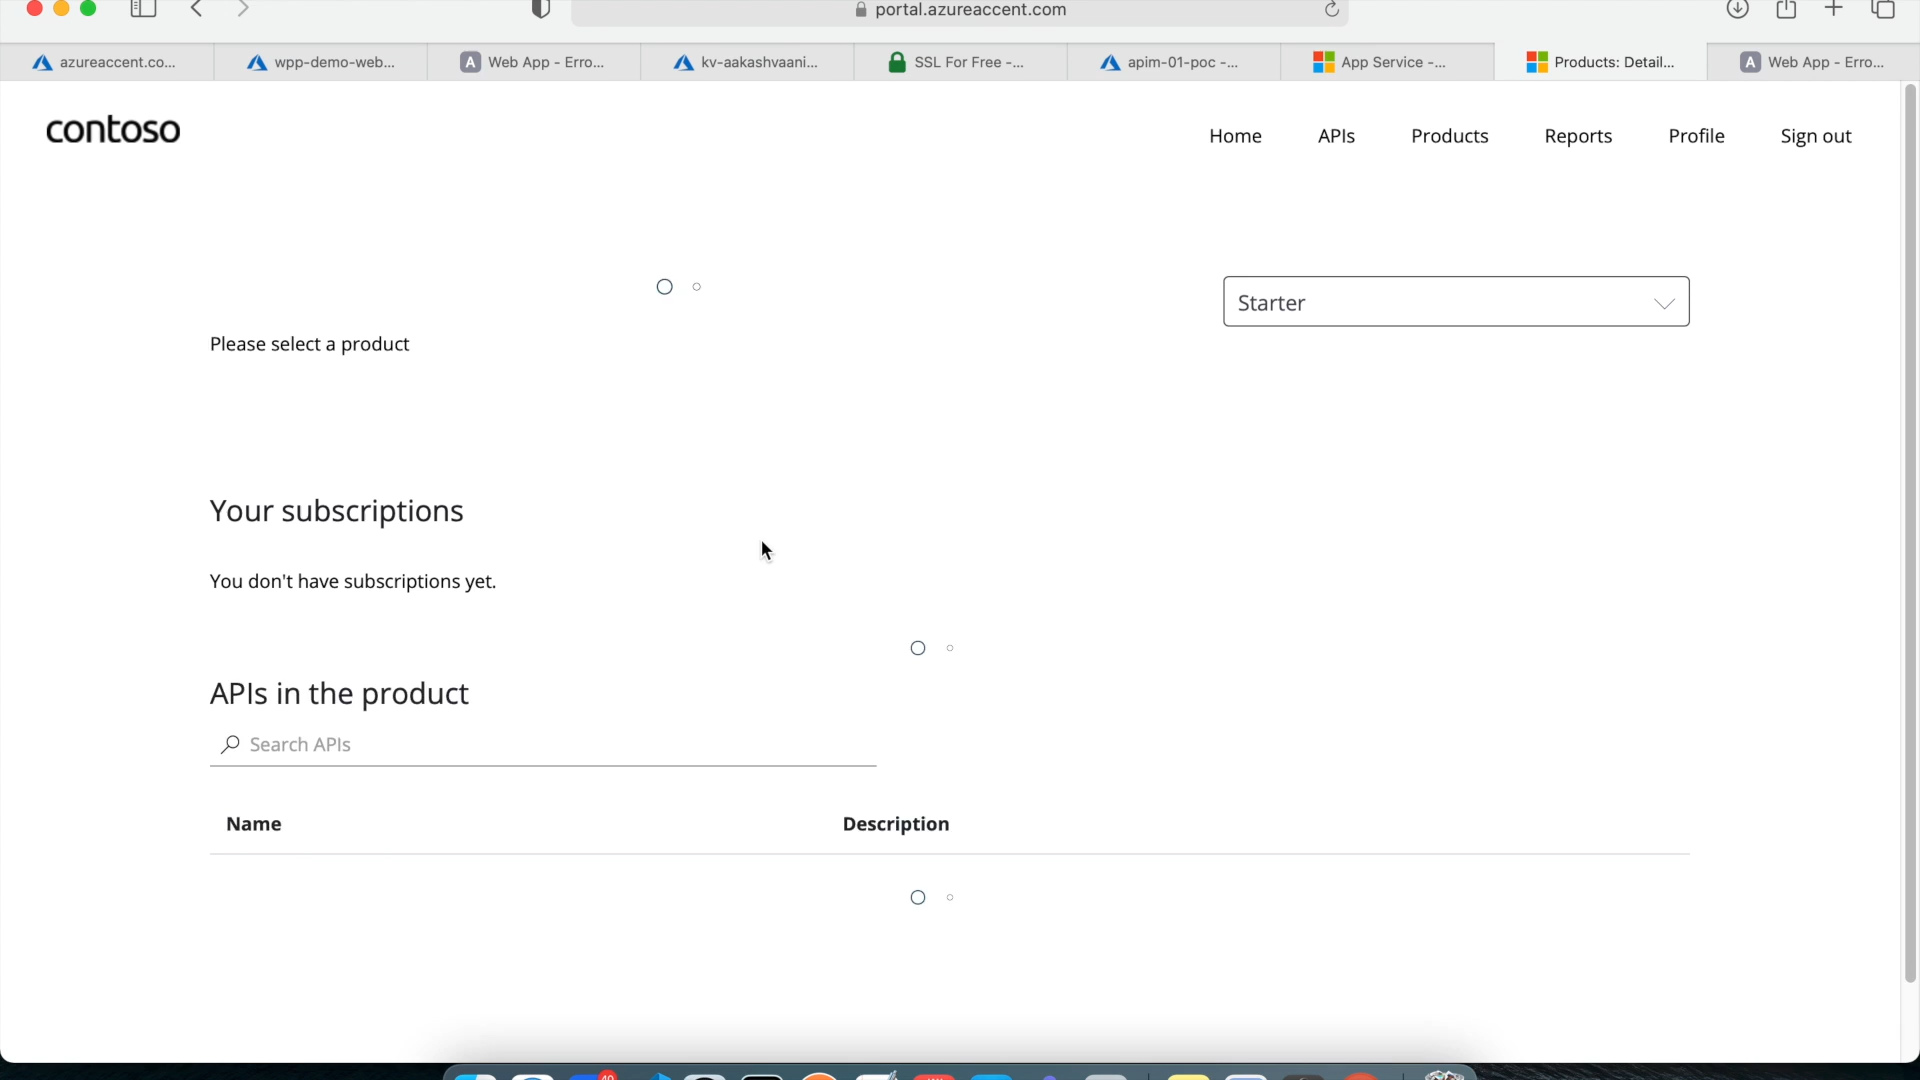 portal.azureaccent.com
azureaccent.co...
wpp-demo-web...
A Web App - Erro...
kv-aakashvaani...
SSL For Free -...
apim-01-poc -...
App Service -...
Products: Detail...
A Web App - Erro...
contoso
Home APIs Products Reports Profile Sign out
Starter
Please select a product
Your subscriptions
You don't have subscriptions yet.
APIs in the product
Search APIs
Name Description
40